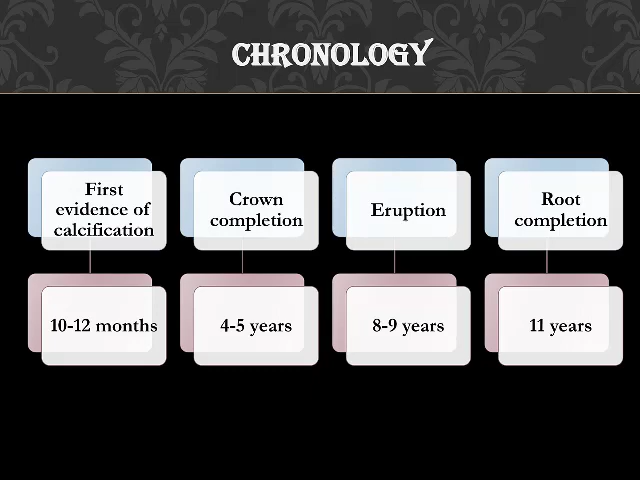 CHRONOLOGY
First
evidence of
calcification
10-12 months
Crown
completion
4-5 years
Eruption
8-9 years
Root
completion
11 years